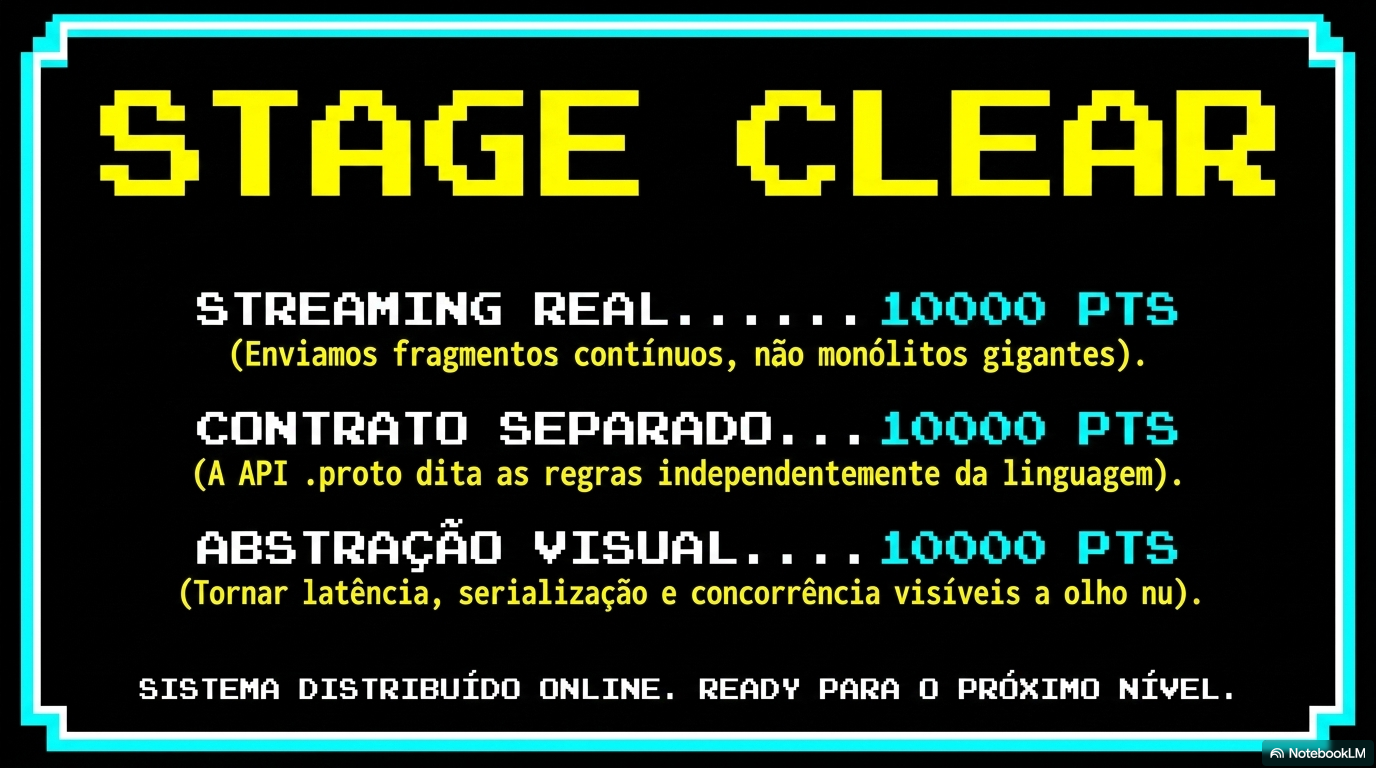 STAGE CLEAR
STREAMING REAL......10000 PTS
(Enviamos fragmentos contínuos, não monólitos gigantes).
CONTRATO SEPARADO...10000 PTS
(A API .proto dita as regras independentemente da linguagem).
ABSTRAÇÃO VISUAL....10000 PTS
(Tornar latência, serialização e concorrência visíveis a olho nu).
SISTEMA DISTRIBUÍDO ONLINE. READY PARA O PRÓXIMO NÍVEL.
NotebookLM